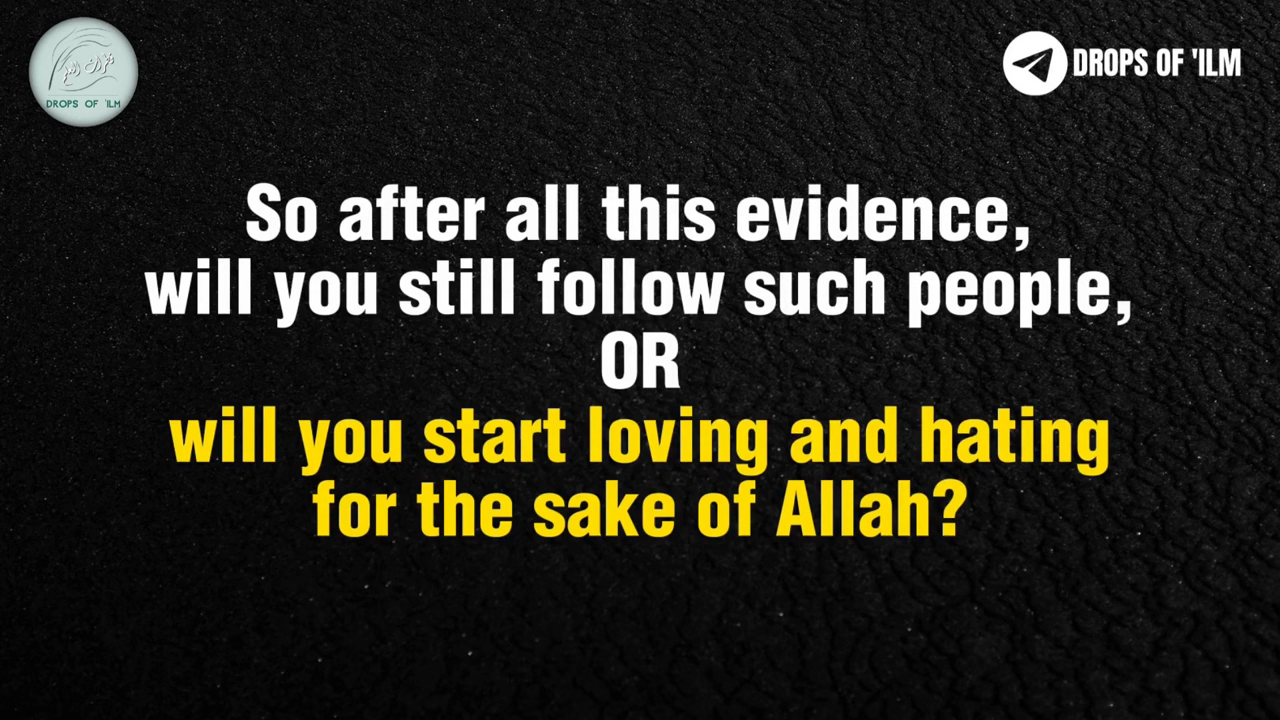 DROPS OF 'ILM
DROPS OF 'ILM
So after all this evidence,
will you still follow such people,
OR
will you start loving and hating
for the sake of Allah?